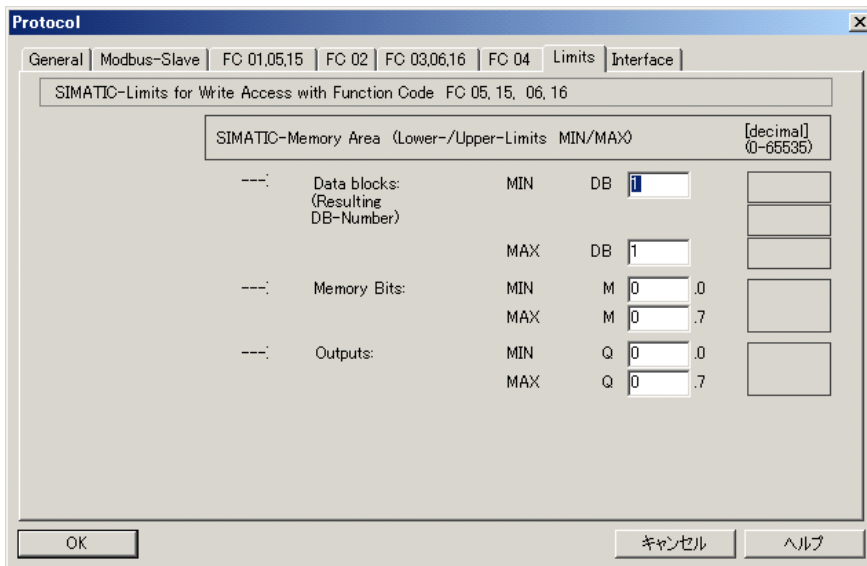 Protocol
General Modbus-Slave FC 01,05,15 FC 02 FC 03,06,16 FC 04 Limits Interface
SIMATIC-Limits for Write Access with Function Code FC 05, 15, 06, 16
SIMATIC-Memory Area (Lower-/Upper-Limits MIN/MAX) [decimal]
(0-65535)
---: Data blocks: MIN DB 1
(Resulting
DB-Number)
MAX DB 1
---: Memory Bits: MIN M 0 .0
MAX M 0 .7
---: Outputs: MIN Q 0 .0
MAX Q 0 .7
OK キャンセル ヘルプ